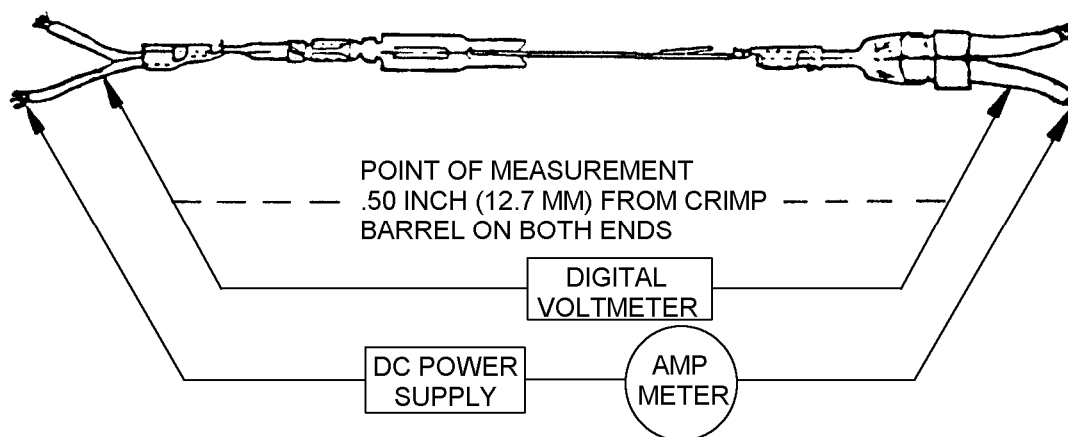 POINT OF MEASUREMENT
.50 INCH (12.7 MM) FROM CRIMP
BARREL ON BOTH ENDS
DIGITAL
VOLTMETER
DC POWER
SUPPLY
AMP
METER